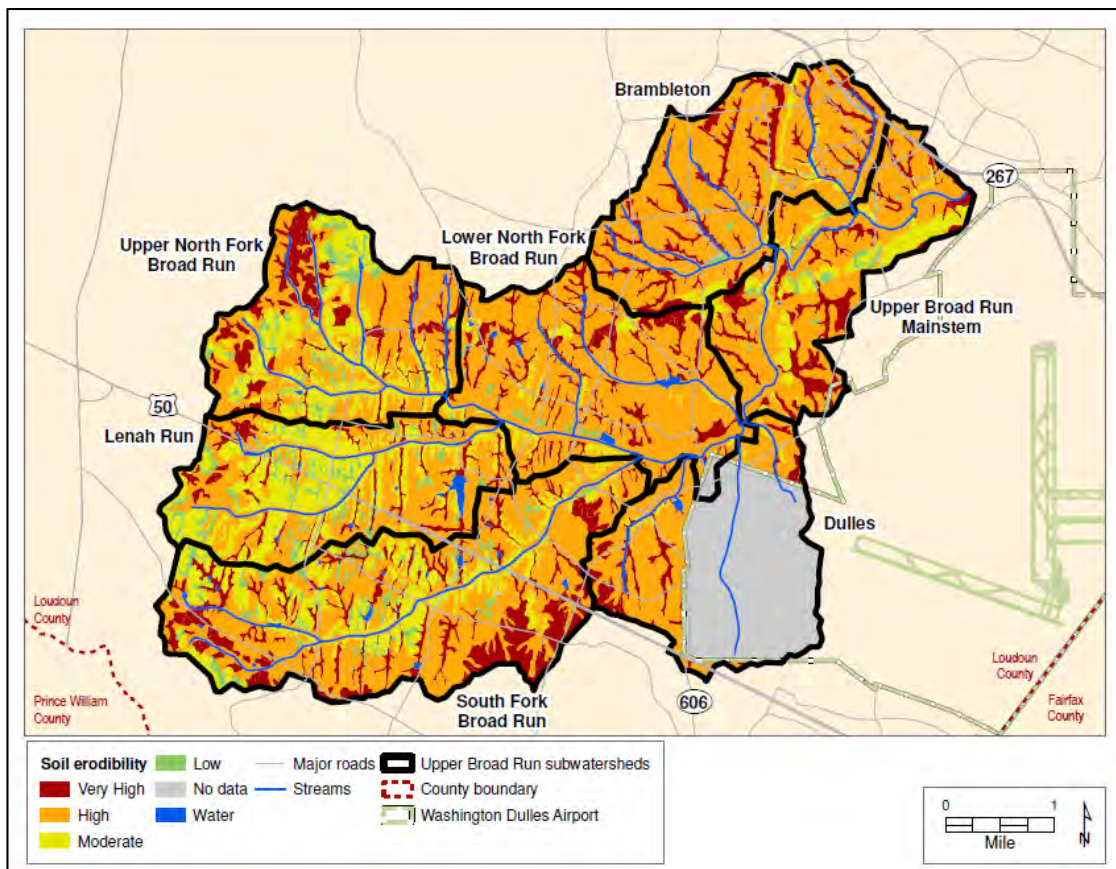 Brambleton
267
Upper North Fork
Broad Run
Lower North Fork
Broad Run
Upper Broad Run
Mainstem
50
Lenah Run
Dulles
Loudoun
County
Prince William
County
South Fork
Broad Run
606
Loudoun
County
Fairfax
County
Soil erodibility
Very High
High
Moderate
Low
No data
Water
Major roads
Streams
Upper Broad Run subwatersheds
County boundary
Washington Dulles Airport
0 1
Mile
N